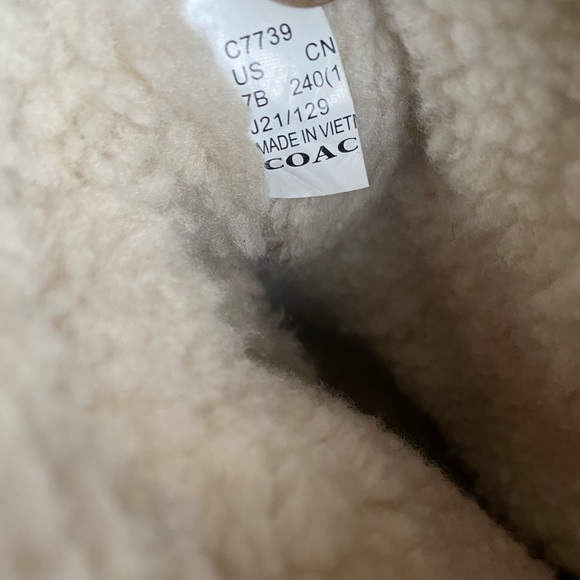 C7739
US CN
7B 240(1
J21/129
MADE IN VIETN
COAC